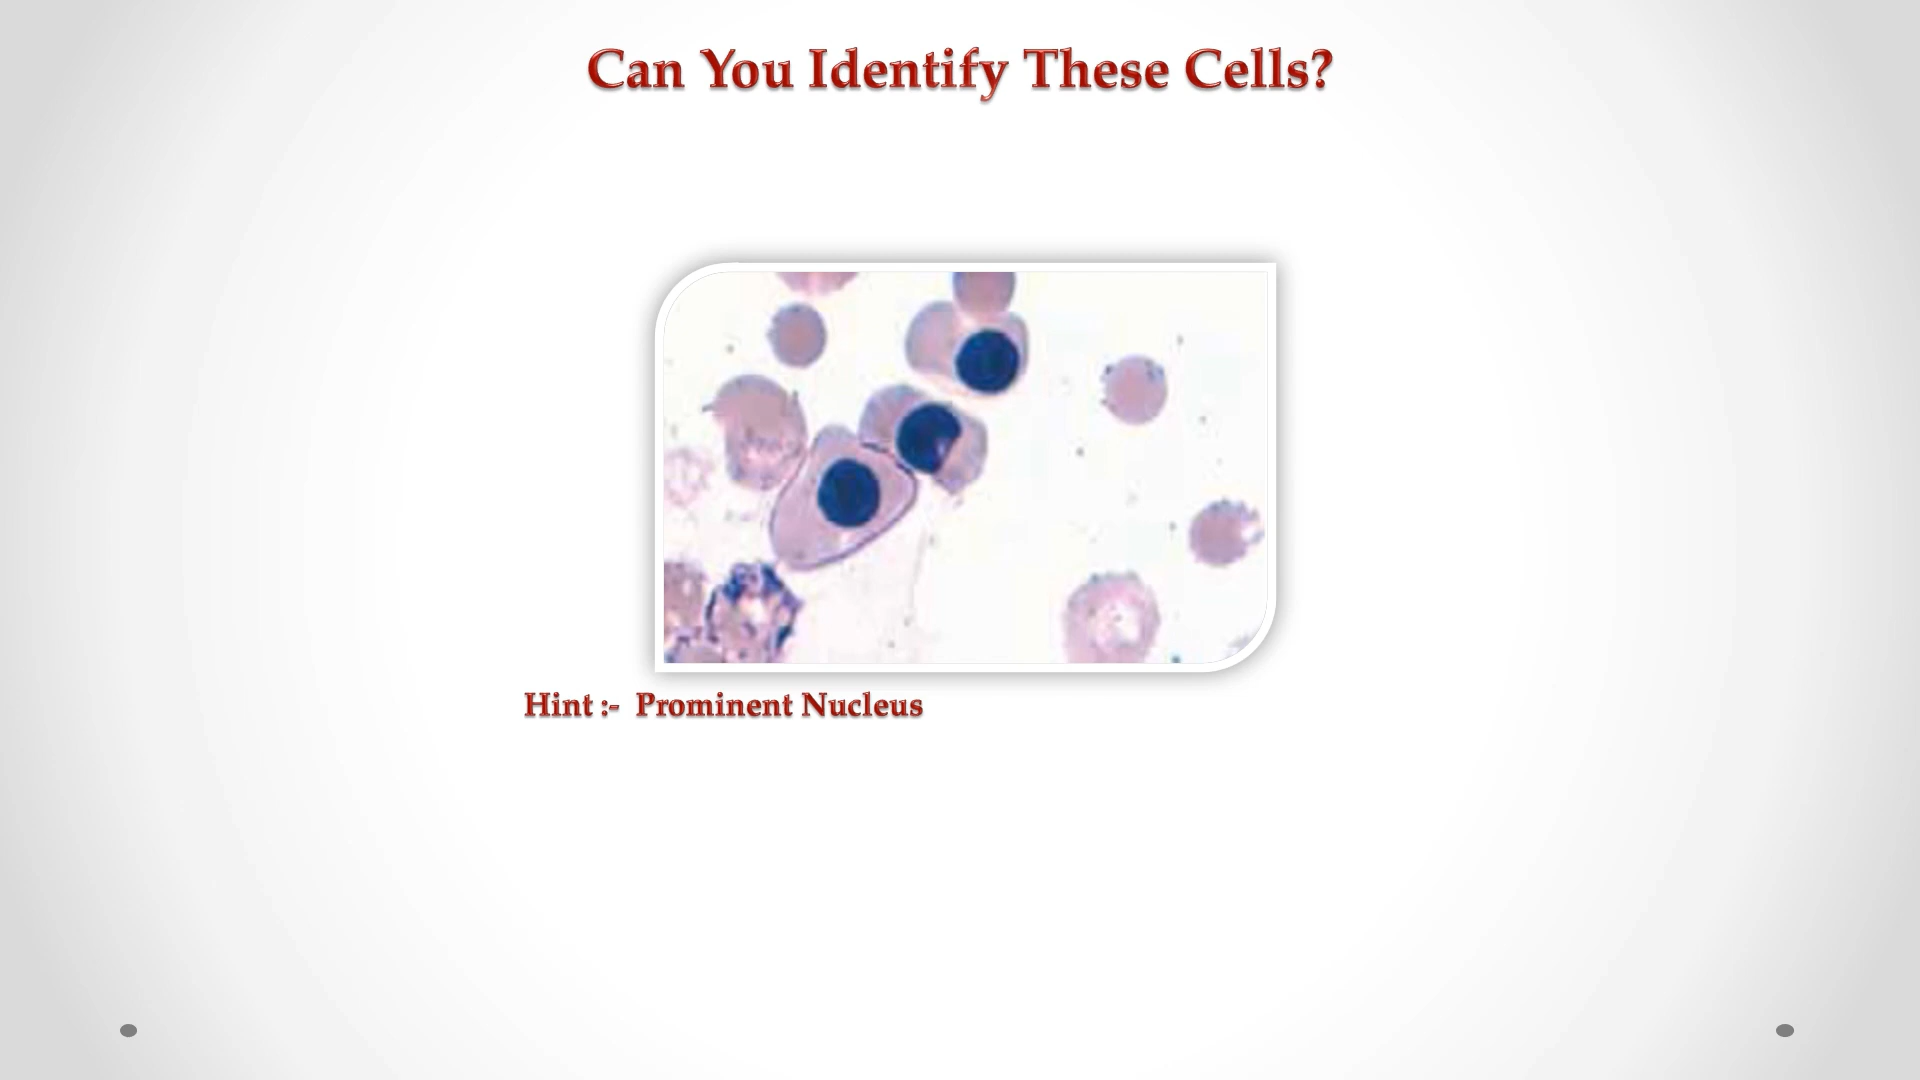 Can You Identify These Cells?
Hint :- Prominent Nucleus